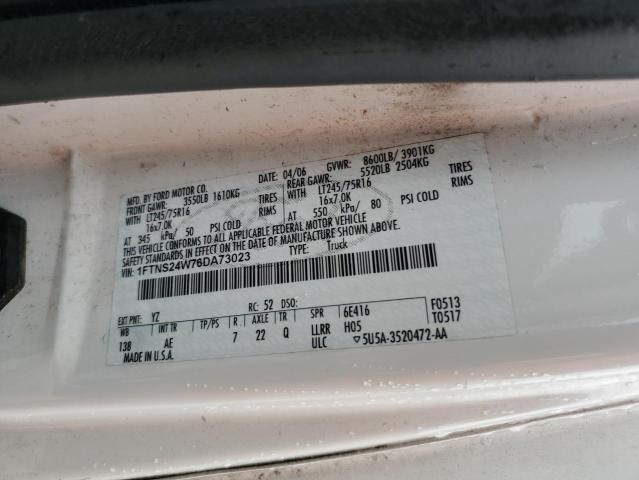 MFD. BY FORD MOTOR CO.
DATE: 04/06 GVWR: 8600LB/ 3901KG
FRONT GAWR: 3550LB 1610KG REAR GAWR: 5520LB 2504KG
WITH LT245/75R16 TIRES WITH LT245/75R16 TIRES
16x7.0K RIMS 16x7.0K RIMS
AT 345 kPa/ 50 PSI COLD AT 550 kPa/ 80 PSI COLD
THIS VEHICLE CONFORMS TO ALL APPLICABLE FEDERAL MOTOR VEHICLE
SAFETY STANDARDS IN EFFECT ON THE DATE OF MANUFACTURE SHOWN ABOVE.
VIN: 1FTNS24W76DA73023 TYPE: Truck
EXT PNT: YZ RC: 52 DSO:
WB INT TR TP/PS R AXLE TR SPR 6E416 F0513
138 AE 7 22 Q LLRR H05 T0517
MADE IN U.S.A. ULC ▽5U5A-3520472-AA